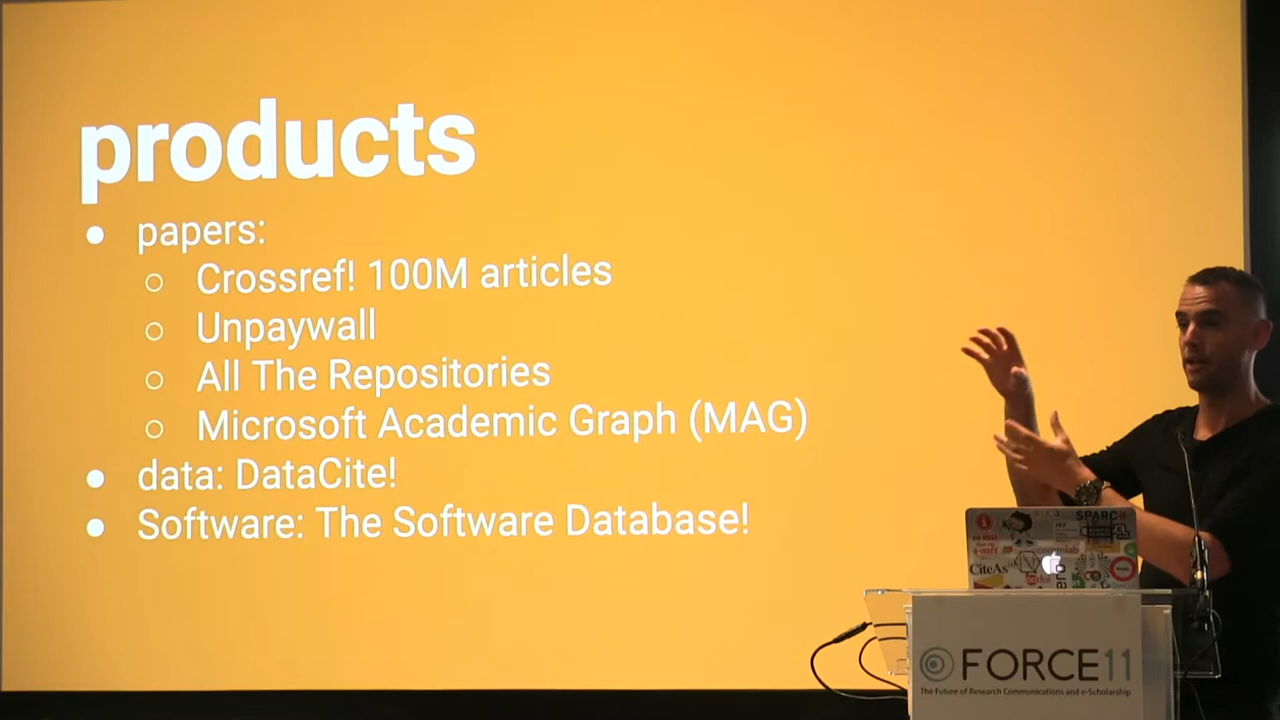 products
● papers:
○ Crossref! 100M articles
○ Unpaywall
○ All The Repositories
○ Microsoft Academic Graph (MAG)
● data: DataCite!
● Software: The Software Database!
SPARC
commlab
CiteAs
FORCE11
The Future of Research Communications and e-Scholarship